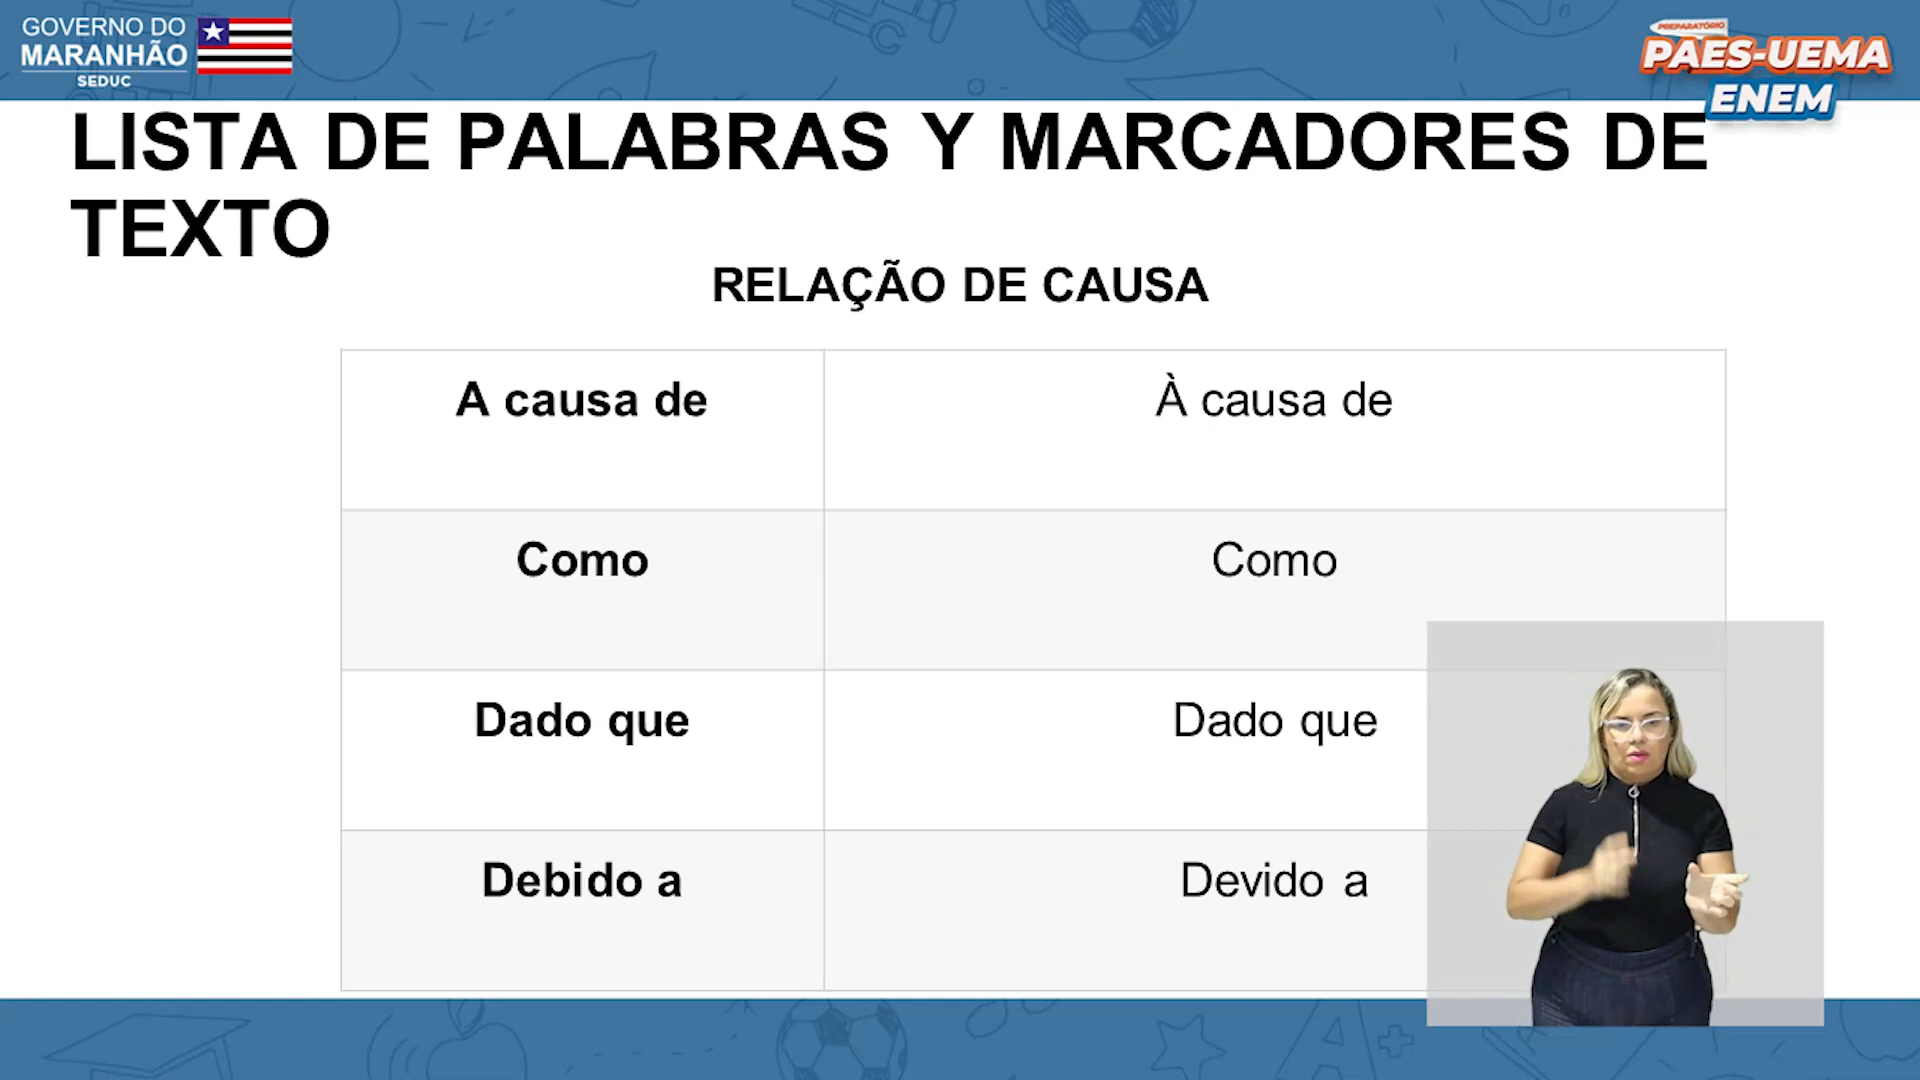 GOVERNO DO
MARANHÃO
SEDUC
PREPARATÓRIO
PAES-UEMA
ENEM
LISTA DE PALABRAS Y MARCADORES DE
TEXTO
RELAÇÃO DE CAUSA
A causa de
À causa de
Como
Como
Dado que
Dado que
Debido a
Devido a